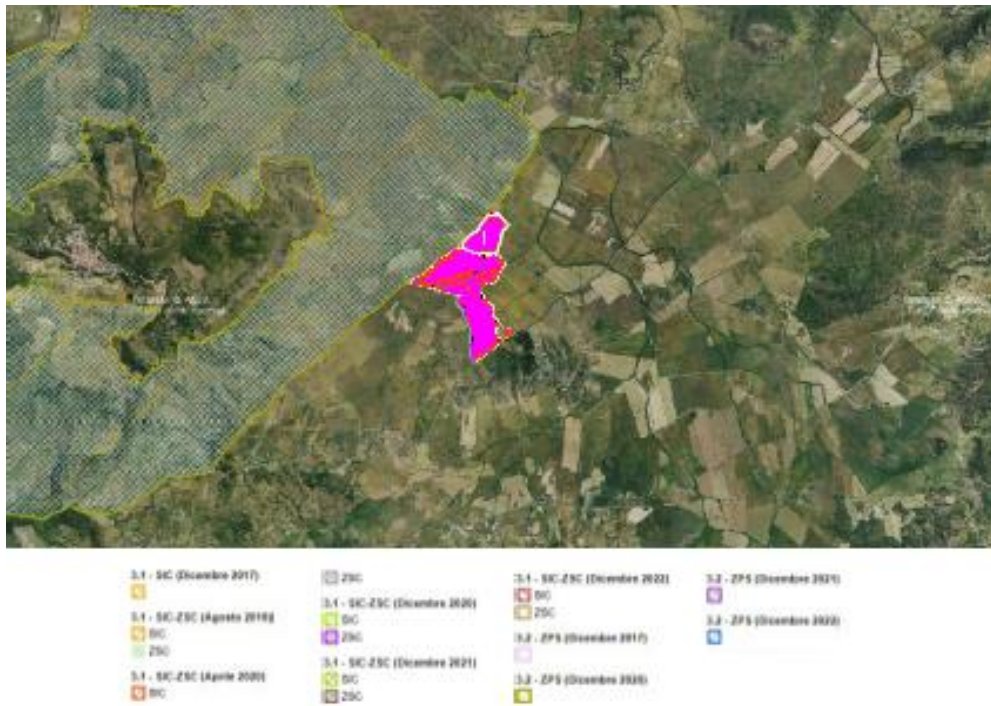 3.1 - SIC (Dicembre 2017)
3.1 - SIC-ZSC (Agosto 2019)
SIC
ZSC
3.1 - SIC-ZSC (Aprile 2020)
SIC
ZSC
3.1 - SIC-ZSC (Dicembre 2020)
SIC
ZSC
3.1 - SIC-ZSC (Dicembre 2021)
SIC
ZSC
3.1 - SIC-ZSC (Dicembre 2022)
SIC
ZSC
3.2 - ZPS (Dicembre 2017)
3.2 - ZPS (Dicembre 2020)
3.2 - ZPS (Dicembre 2021)
3.2 - ZPS (Dicembre 2022)